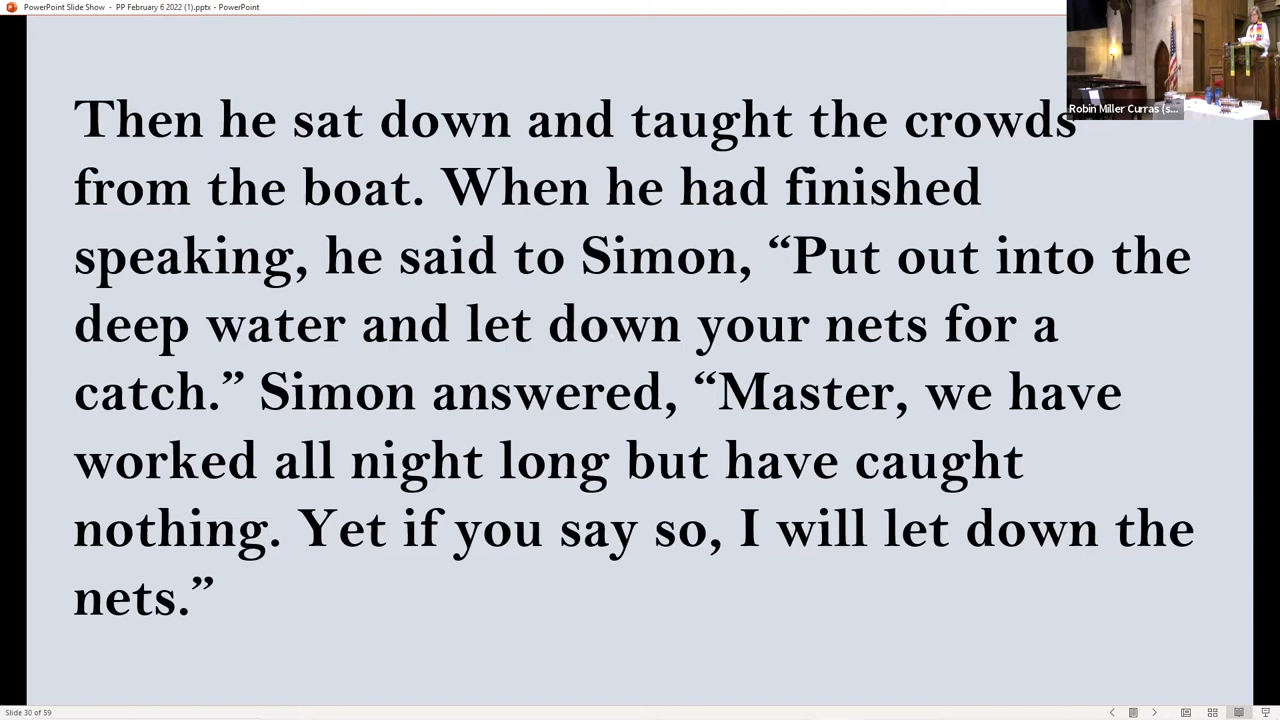 PowerPoint Slide Show - PP February 6 2022 (1).pptx - PowerPoint
Robin Miller Curras (s...
Then he sat down and taught the crowds
from the boat. When he had finished
speaking, he said to Simon, “Put out into the
deep water and let down your nets for a
catch.” Simon answered, “Master, we have
worked all night long but have caught
nothing. Yet if you say so, I will let down the
nets.”
Slide 30 of 59